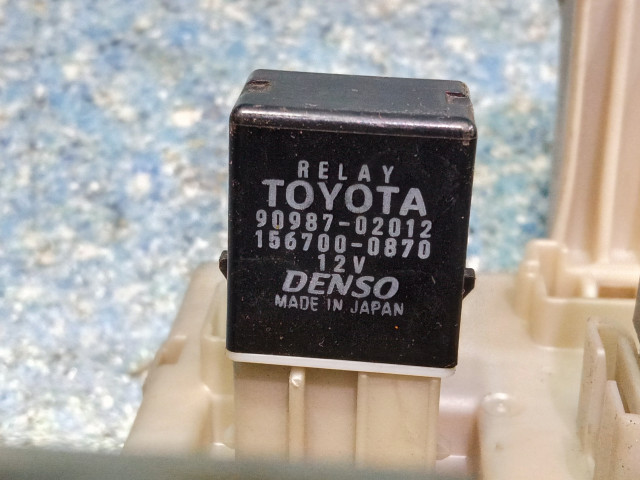 RELAY
TOYOTA
90987-02012
156700-0870
12V
DENSO
MADE IN JAPAN